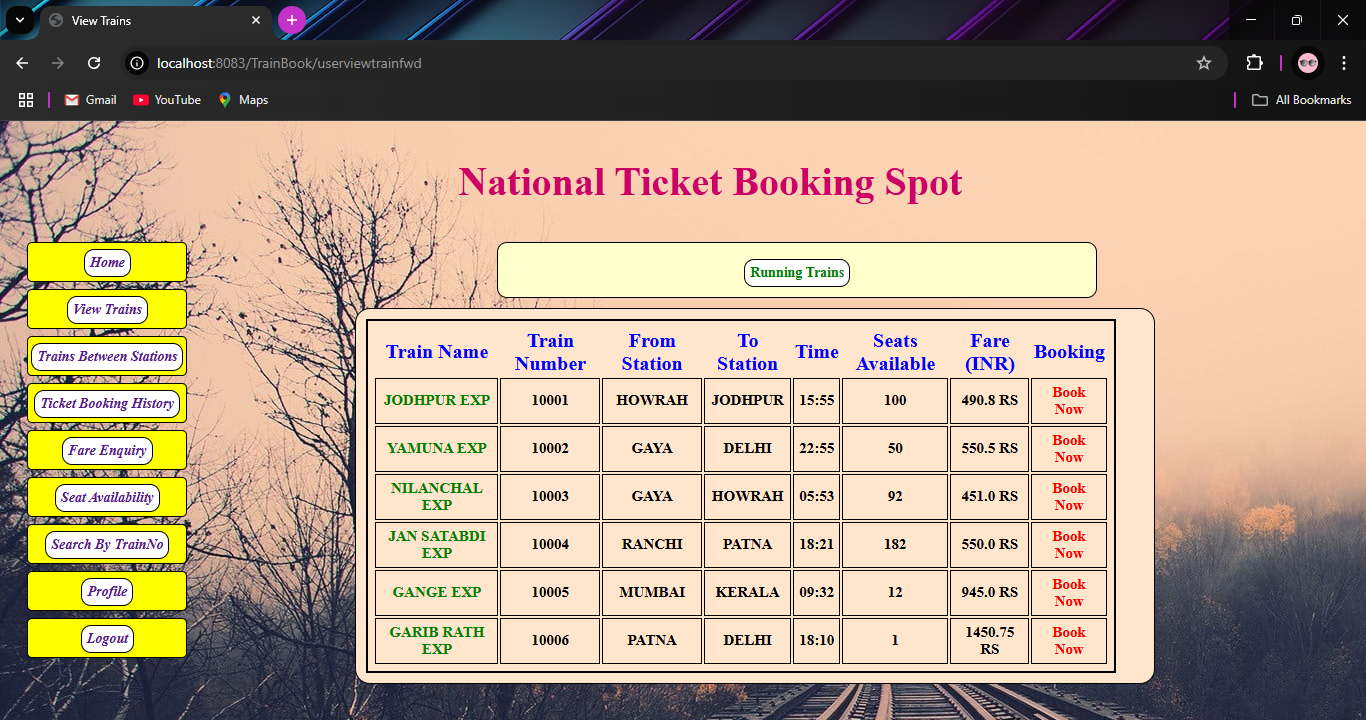 View Trains
localhost:8083/TrainBook/userviewtrainfwd
Gmail YouTube Maps All Bookmarks
National Ticket Booking Spot
Home
View Trains
Trains Between Stations
Ticket Booking History
Fare Enquiry
Seat Availability
Search By TrainNo
Profile
Logout
Running Trains
Train Name Train Number From Station To Station Time Seats Available Fare (INR) Booking
JODHPUR EXP 10001 HOWRAH JODHPUR 15:55 100 490.8 RS Book Now
YAMUNA EXP 10002 GAYA DELHI 22:55 50 550.5 RS Book Now
NILANCHAL EXP 10003 GAYA HOWRAH 05:53 92 451.0 RS Book Now
JAN SATABDI EXP 10004 RANCHI PATNA 18:21 182 550.0 RS Book Now
GANGE EXP 10005 MUMBAI KERALA 09:32 12 945.0 RS Book Now
GARIB RATH EXP 10006 PATNA DELHI 18:10 1 1450.75 RS Book Now